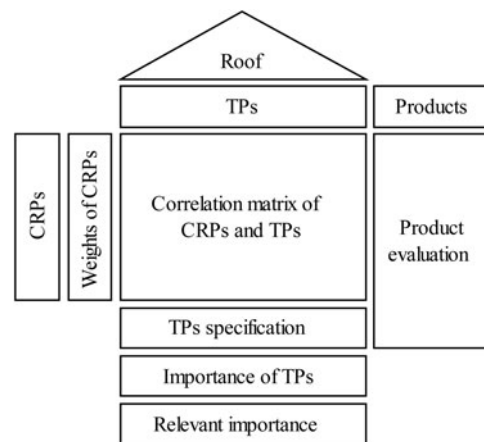 Roof
TPs
Products
CRPs
Weights of CRPs
Correlation matrix of
CRPs and TPs
Product
evaluation
TPs specification
Importance of TPs
Relevant importance